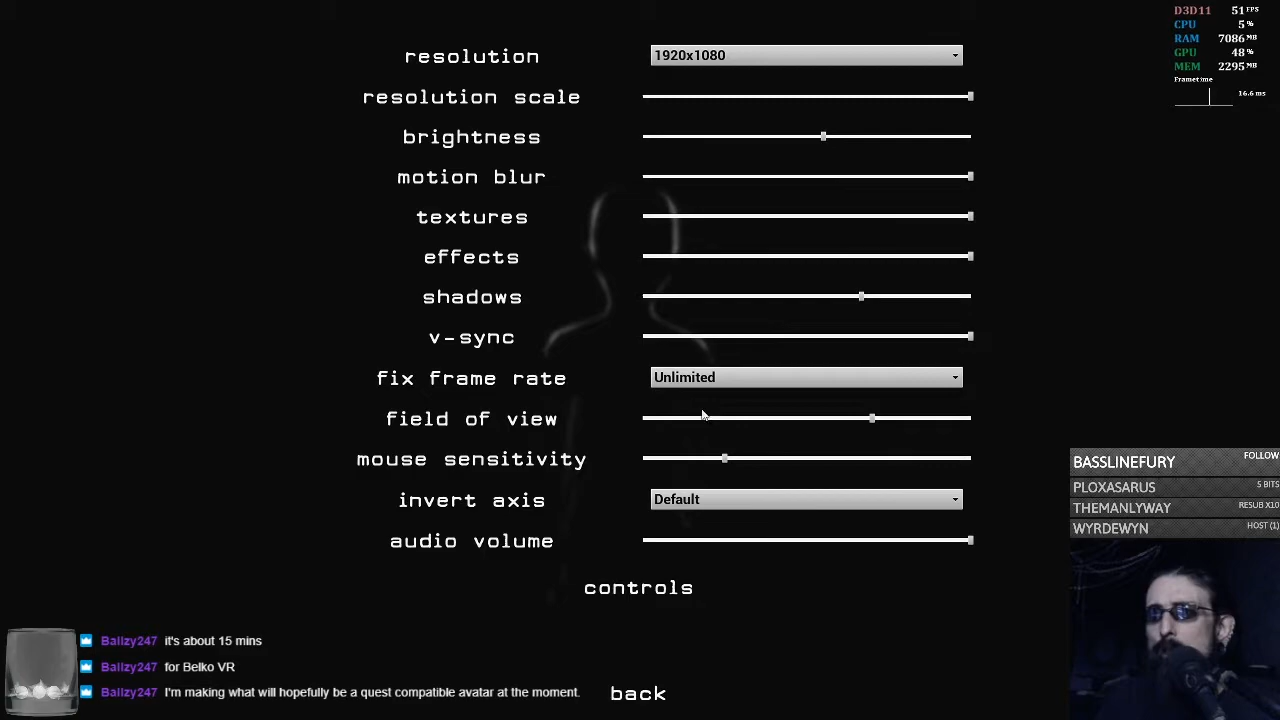 resolution 1920x1080
resolution scale
brightness
motion blur
textures
effects
shadows
v-sync
fix frame rate Unlimited
field of view
mouse sensitivity
invert axis Default
audio volume
controls
back
D3D11 51 FPS
CPU 5 %
RAM 7086 MB
GPU 48 %
MEM 2295 MB
Frametime
16.6 ms
BASSLINEFURY FOLLOW
PLOXASARUS 5 BITS
THEMANLYWAY RESUB X10
WYRDEWYN HOST (1)
Ballzy247 it's about 15 mins
Ballzy247 for Belko VR
Ballzy247 I'm making what will hopefully be a quest compatible avatar at the moment.